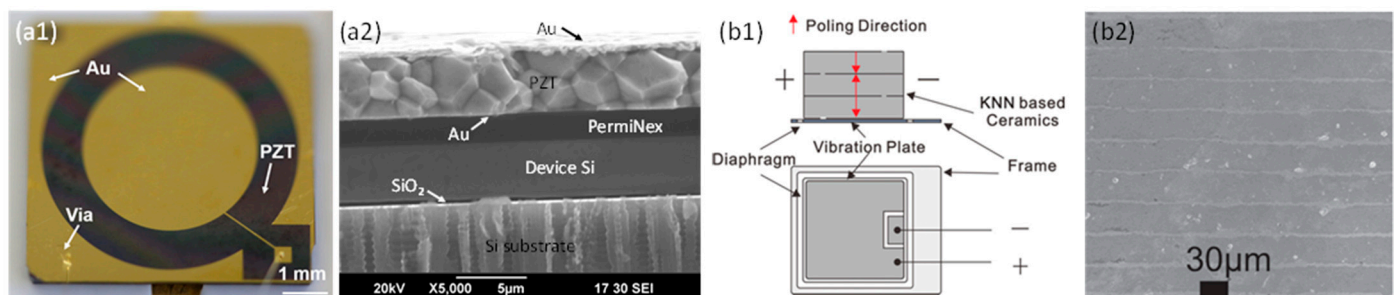 (a1)
Au
PZT
Via
1 mm
(a2)
Au
PZT
Au
PermiNex
Device Si
SiO₂
Si substrate
20kV X5,000 5µm 17 30 SEI
(b1)
Poling Direction
+
−
KNN based
Ceramics
Diaphragm
Vibration Plate
Frame
−
+
(b2)
30µm